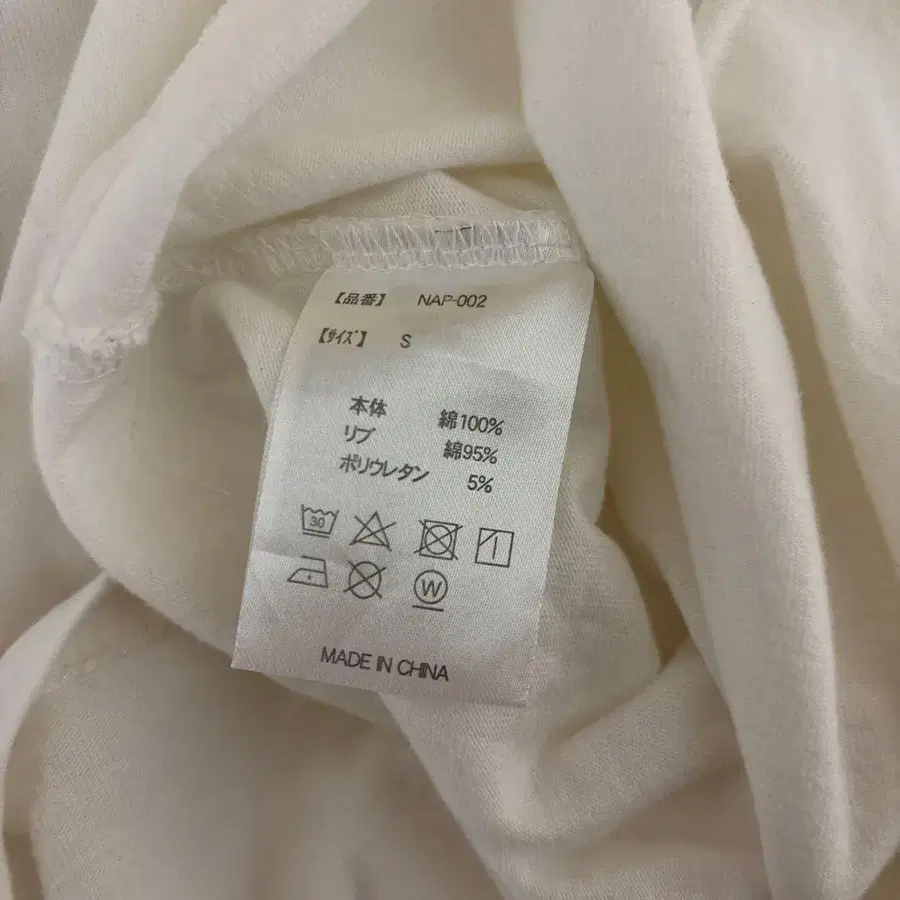 【品番】 NAP-002
【サイズ】 S
本体 綿100%
リブ 綿95%
ポリウレタン 5%
30
W
MADE IN CHINA